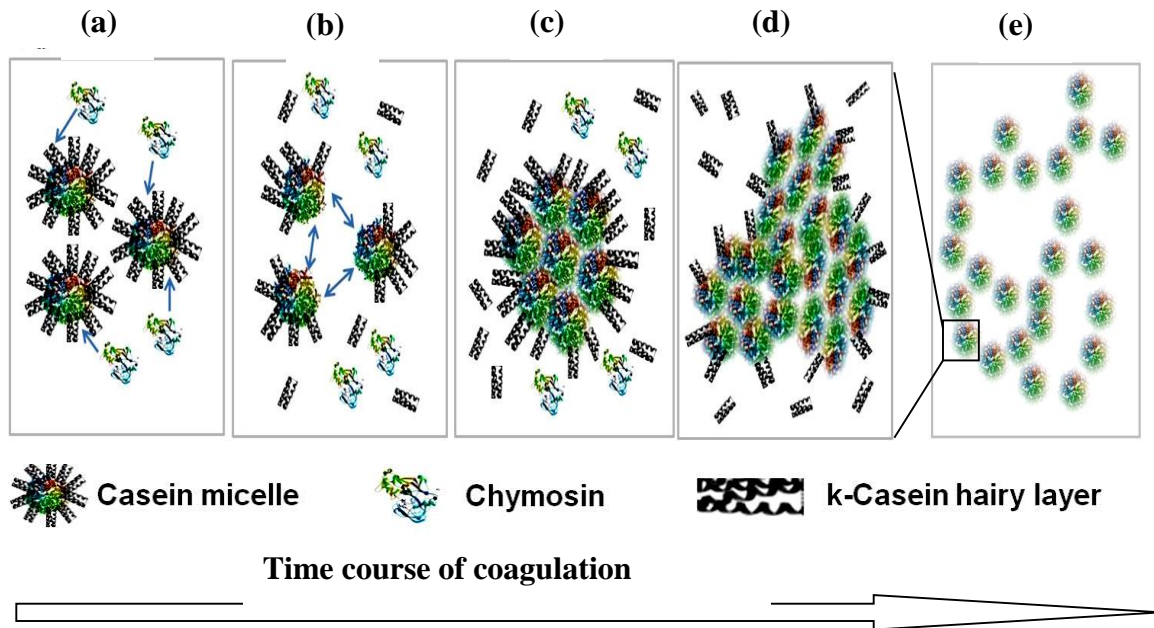 (a) (b) (c) (d) (e)
Casein micelle Chymosin k-Casein hairy layer
Time course of coagulation